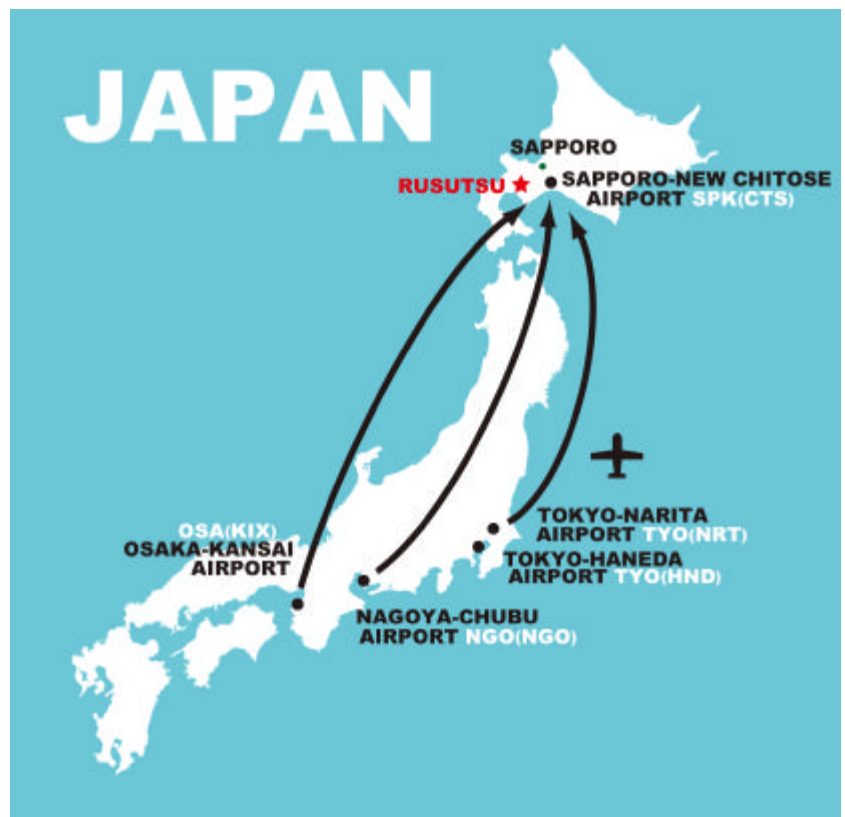 JAPAN
SAPPORO
RUSUTSU
SAPPORO-NEW CHITOSE
AIRPORT SPK(CTS)
OSA(KIX)
OSAKA-KANSAI
AIRPORT
TOKYO-NARITA
AIRPORT TYO(NRT)
TOKYO-HANEDA
AIRPORT TYO(HND)
NAGOYA-CHUBU
AIRPORT NGO(NGO)